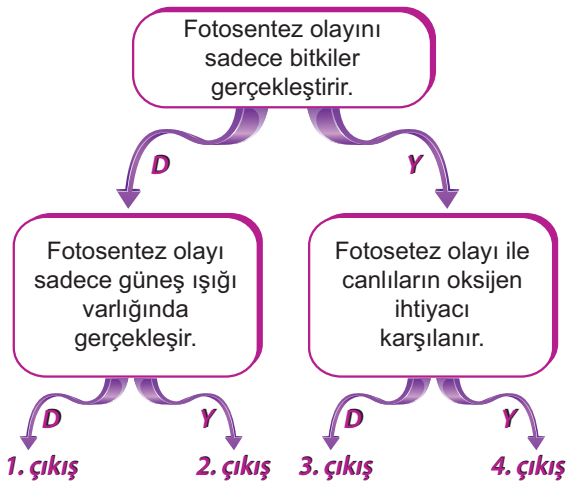 Fotosentez olayını
sadece bitkiler
gerçekleştirir.
D
Y
Fotosentez olayı
sadece güneş ışığı
varlığında
gerçekleşir.
Fotosetez olayı ile
canlıların oksijen
ihtiyacı
karşılanır.
D
Y
D
Y
1. çıkış
2. çıkış
3. çıkış
4. çıkış